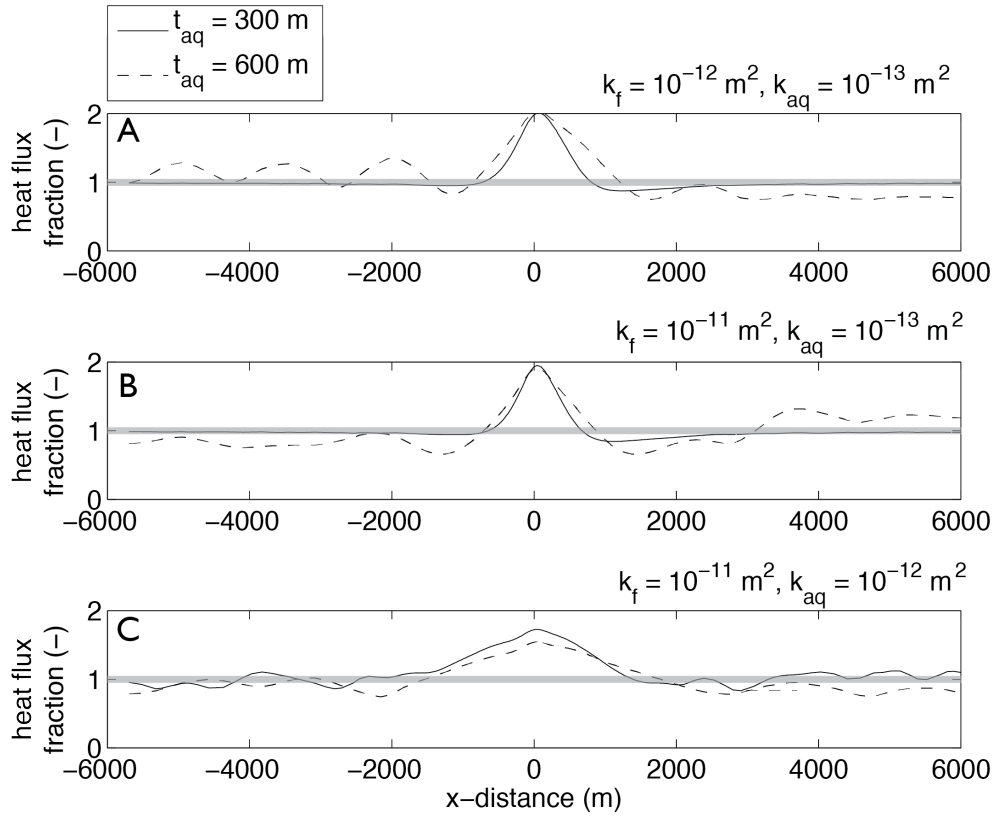 t_aq = 300 m
t_aq = 600 m
k_f = 10^−12 m^2, k_aq = 10^−13 m^2
A
heat flux
fraction (−)
2
1
0
−6000 −4000 −2000 0 2000 4000 6000
k_f = 10^−11 m^2, k_aq = 10^−13 m^2
B
heat flux
fraction (−)
2
1
0
−6000 −4000 −2000 0 2000 4000 6000
k_f = 10^−11 m^2, k_aq = 10^−12 m^2
C
heat flux
fraction (−)
2
1
0
−6000 −4000 −2000 0 2000 4000 6000
x−distance (m)